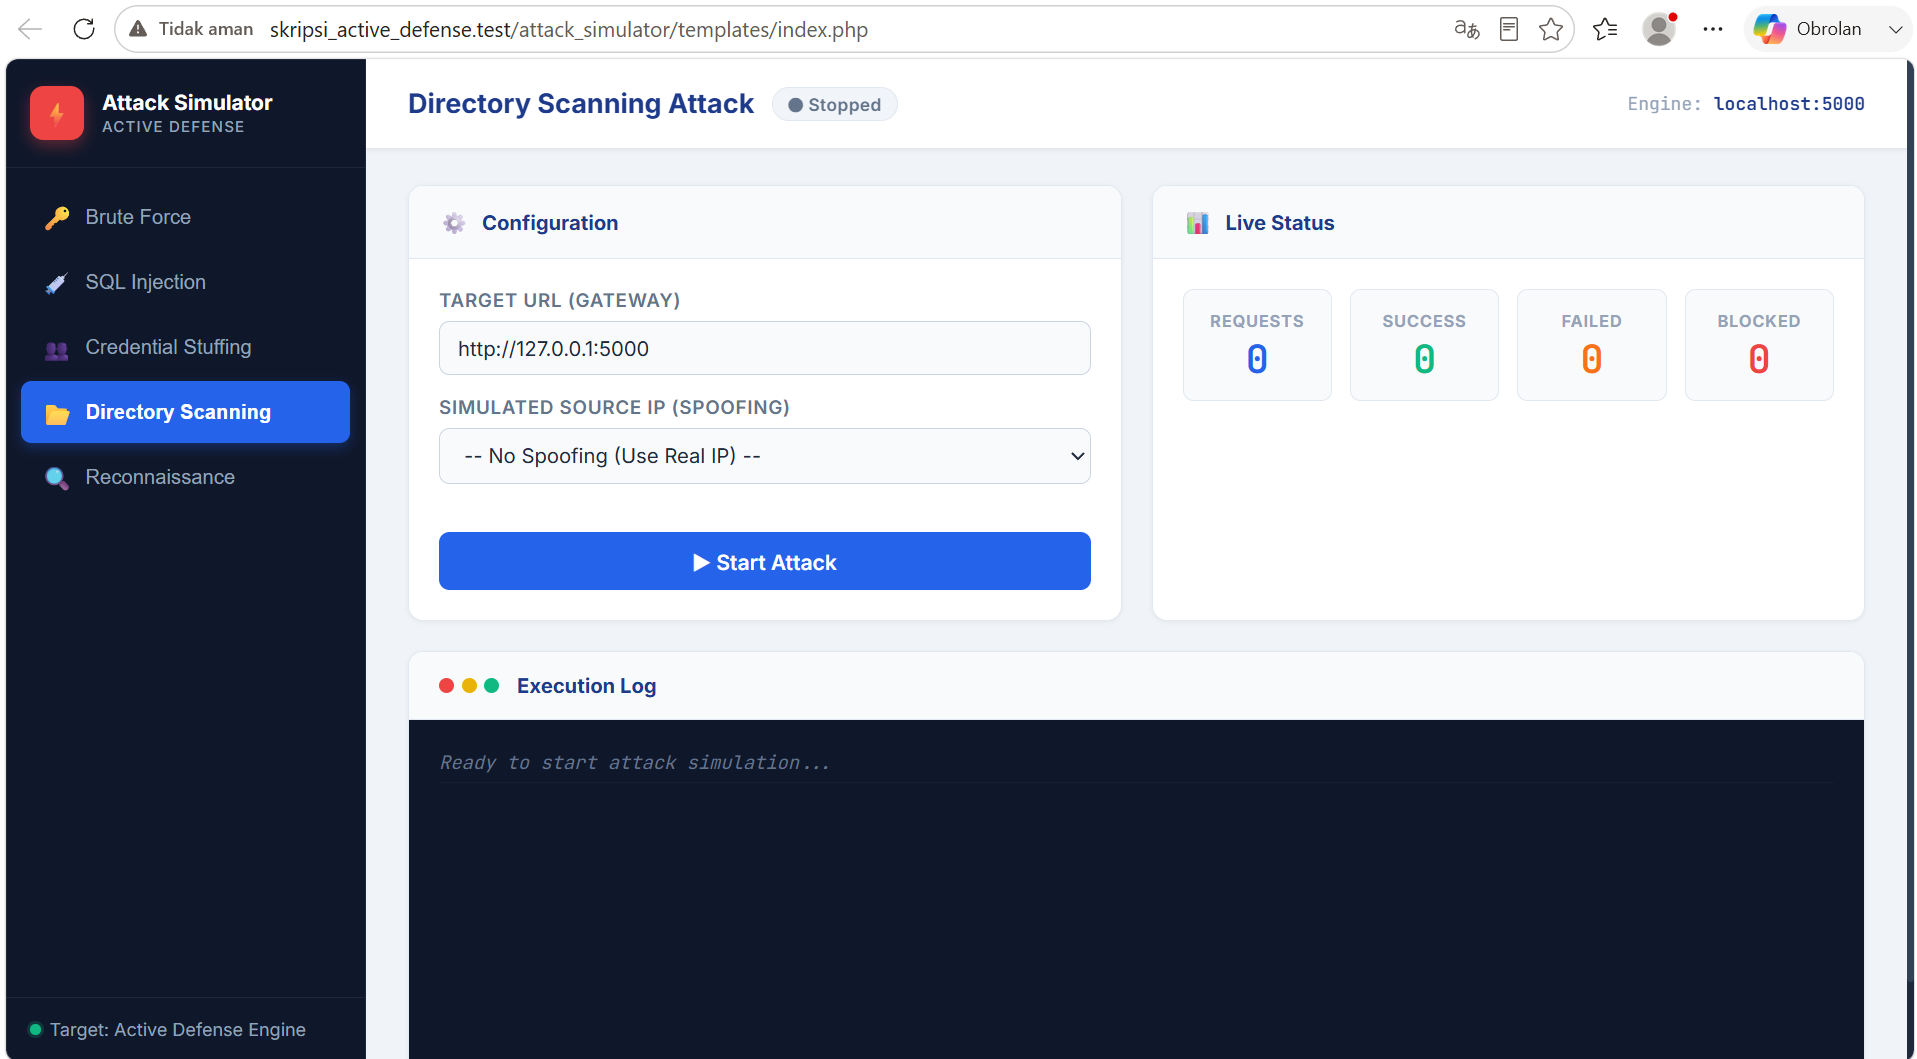 Tidak aman
skripsi_active_defense.test/attack_simulator/templates/index.php
Obrolan
Attack Simulator
ACTIVE DEFENSE
Brute Force
SQL Injection
Credential Stuffing
Directory Scanning
Reconnaissance
Target: Active Defense Engine
Directory Scanning Attack
Stopped
Engine: localhost:5000
Configuration
TARGET URL (GATEWAY)
http://127.0.0.1:5000
SIMULATED SOURCE IP (SPOOFING)
-- No Spoofing (Use Real IP) --
▶ Start Attack
Live Status
REQUESTS
0
SUCCESS
0
FAILED
0
BLOCKED
0
Execution Log
Ready to start attack simulation...